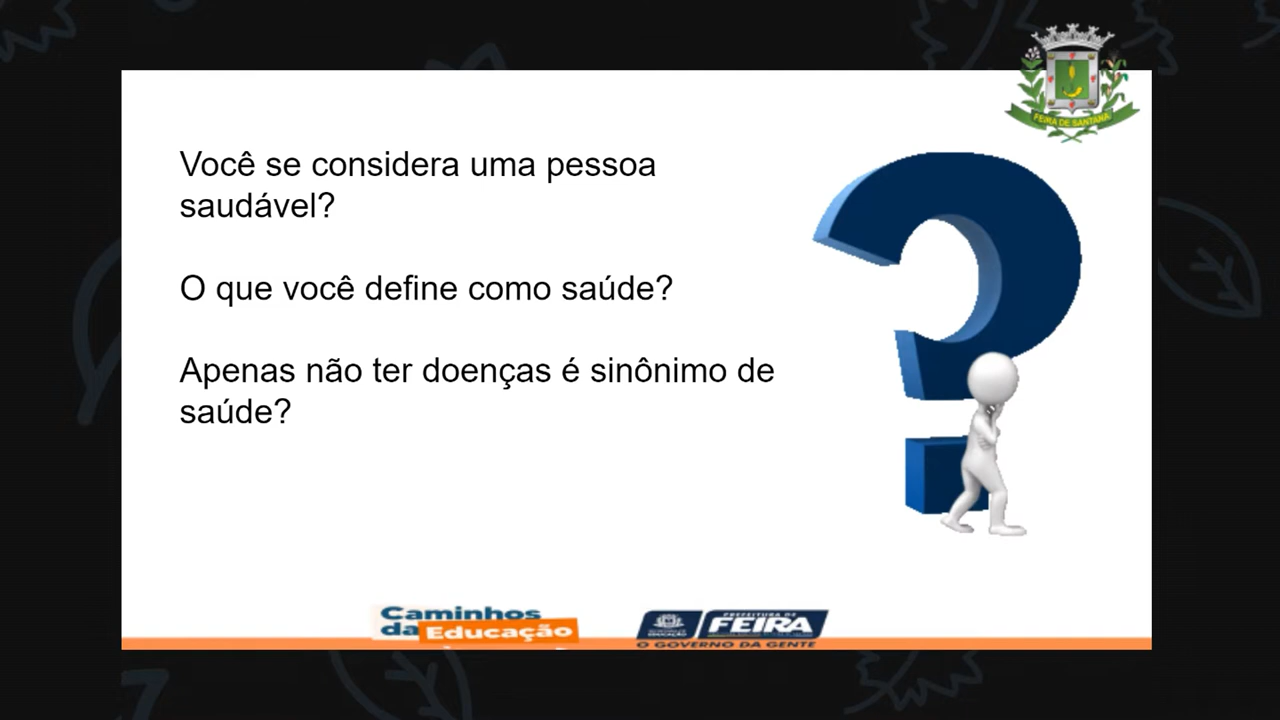 FEIRA DE SANTANA
Você se considera uma pessoa
saudável?
O que você define como saúde?
Apenas não ter doenças é sinônimo de
saúde?
Caminhos
da Educação
EDUCAÇÃO
PREFEITURA DE
FEIRA
O GOVERNO DA GENTE